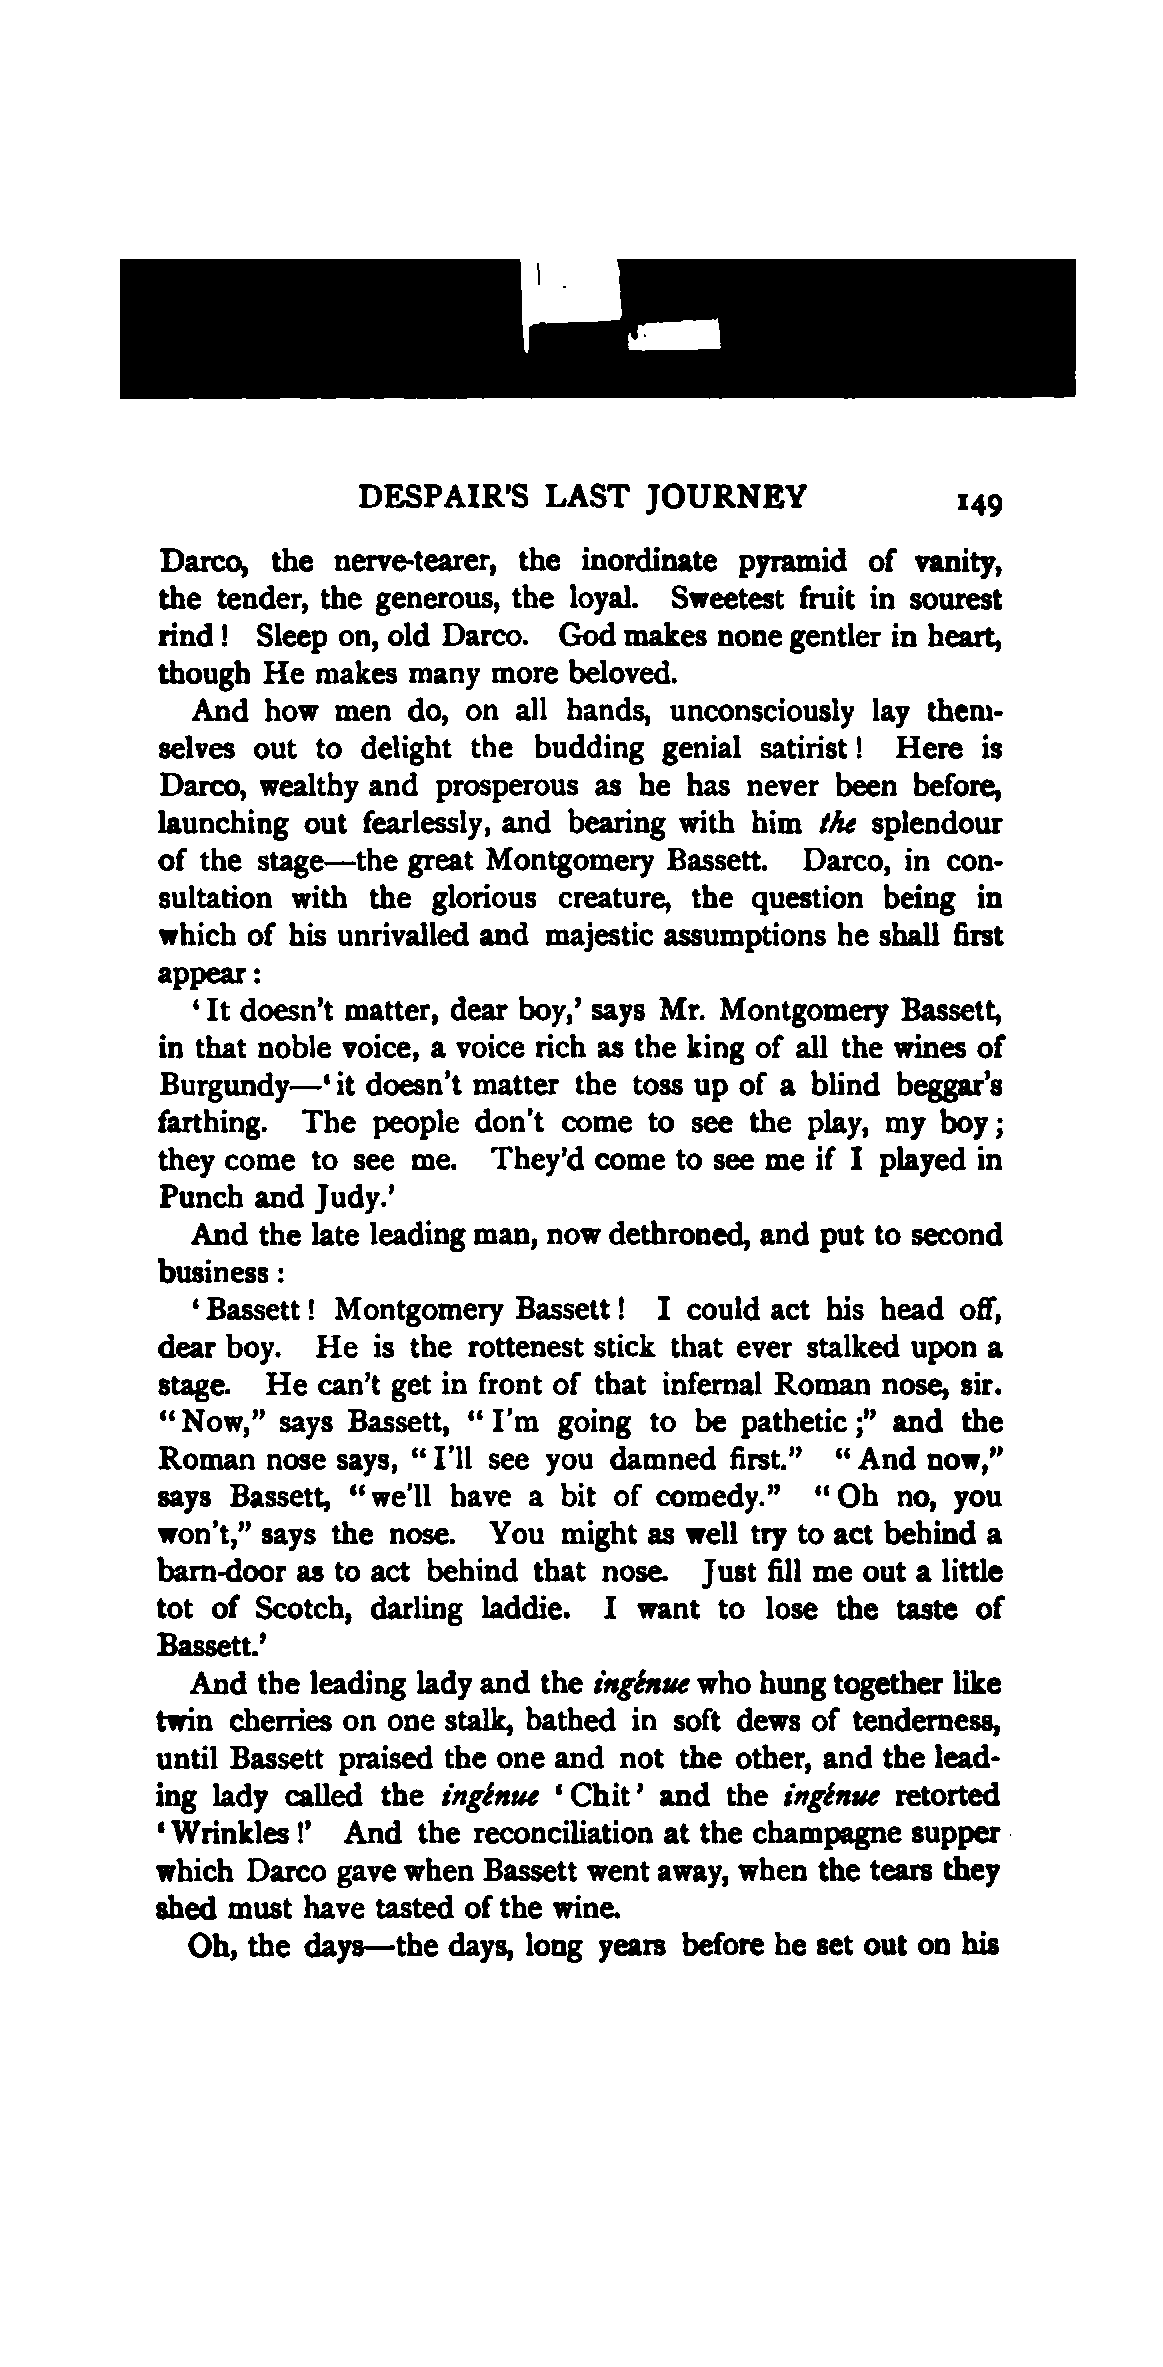 DESPAIR'S LAST JOURNEY 149
Darco, the nerve-tearer, the inordinate pyramid of vanity,
the tender, the generous, the loyal. Sweetest fruit in sourest
rind! Sleep on, old Darco. God makes none gentler in heart,
though He makes many more beloved.
And how men do, on all hands, unconsciously lay them-
selves out to delight the budding genial satirist! Here is
Darco, wealthy and prosperous as he has never been before,
launching out fearlessly, and bearing with him the splendour
of the stage—the great Montgomery Bassett. Darco, in con-
sultation with the glorious creature, the question being in
which of his unrivalled and majestic assumptions he shall first
appear:
'It doesn't matter, dear boy,' says Mr. Montgomery Bassett,
in that noble voice, a voice rich as the king of all the wines of
Burgundy—'it doesn't matter the toss up of a blind beggar's
farthing. The people don't come to see the play, my boy;
they come to see me. They'd come to see me if I played in
Punch and Judy.'
And the late leading man, now dethroned, and put to second
business:
'Bassett! Montgomery Bassett! I could act his head off,
dear boy. He is the rottenest stick that ever stalked upon a
stage. He can't get in front of that infernal Roman nose, sir.
"Now," says Bassett, "I'm going to be pathetic;" and the
Roman nose says, "I'll see you damned first." "And now,"
says Bassett, "we'll have a bit of comedy." "Oh no, you
won't," says the nose. You might as well try to act behind a
barn-door as to act behind that nose. Just fill me out a little
tot of Scotch, darling laddie. I want to lose the taste of
Bassett.'
And the leading lady and the ingénue who hung together like
twin cherries on one stalk, bathed in soft dews of tenderness,
until Bassett praised the one and not the other, and the lead-
ing lady called the ingénue 'Chit' and the ingénue retorted
'Wrinkles!' And the reconciliation at the champagne supper
which Darco gave when Bassett went away, when the tears they
shed must have tasted of the wine.
Oh, the days—the days, long years before he set out on his